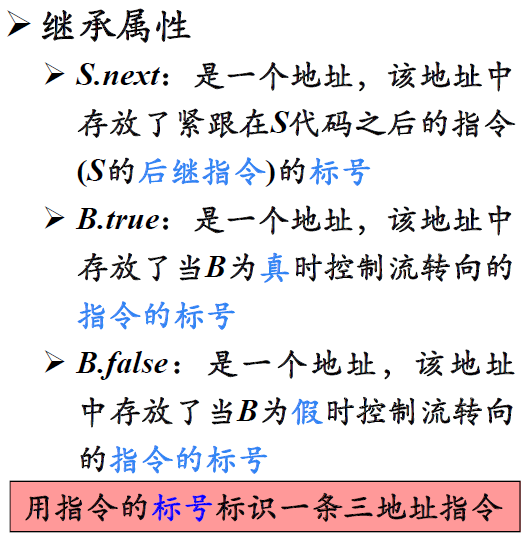 ➢ 继承属性
➢ S.next：是一个地址，该地址中
存放了紧跟在S代码之后的指令
(S的后继指令)的标号
➢ B.true：是一个地址，该地址中
存放了当B为真时控制流转向的
指令的标号
➢ B.false：是一个地址，该地址
中存放了当B为假时控制流转向
的指令的标号
用指令的标号标识一条三地址指令